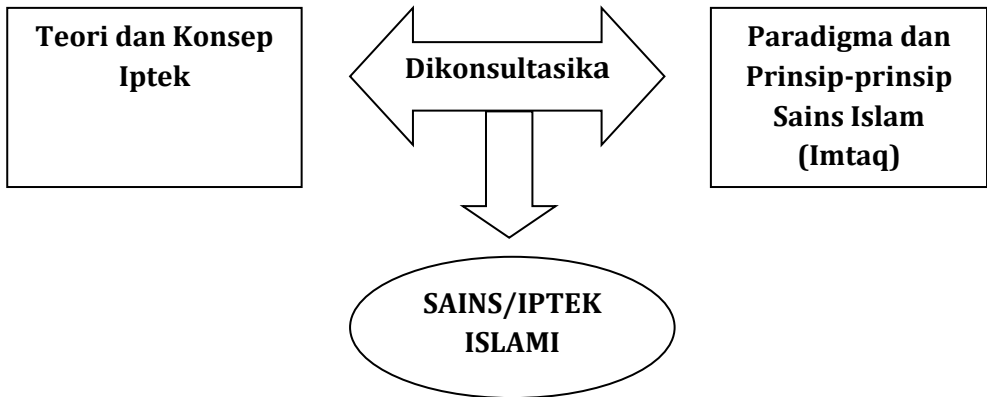 Teori dan Konsep
Iptek
Dikonsultasika
Paradigma dan
Prinsip-prinsip
Sains Islam
(Imtaq)
SAINS/IPTEK
ISLAMI